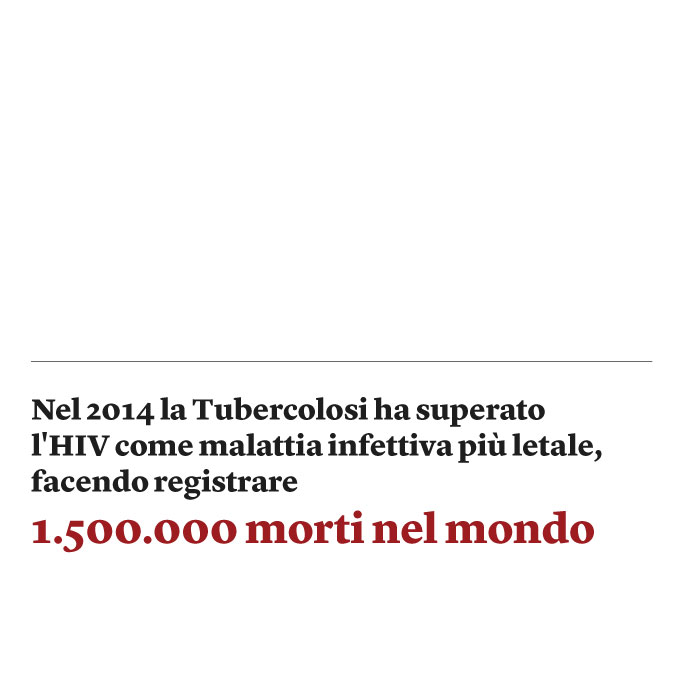 Nel 2014 la Tubercolosi ha superato
l'HIV come malattia infettiva più letale,
facendo registrare
1.500.000 morti nel mondo